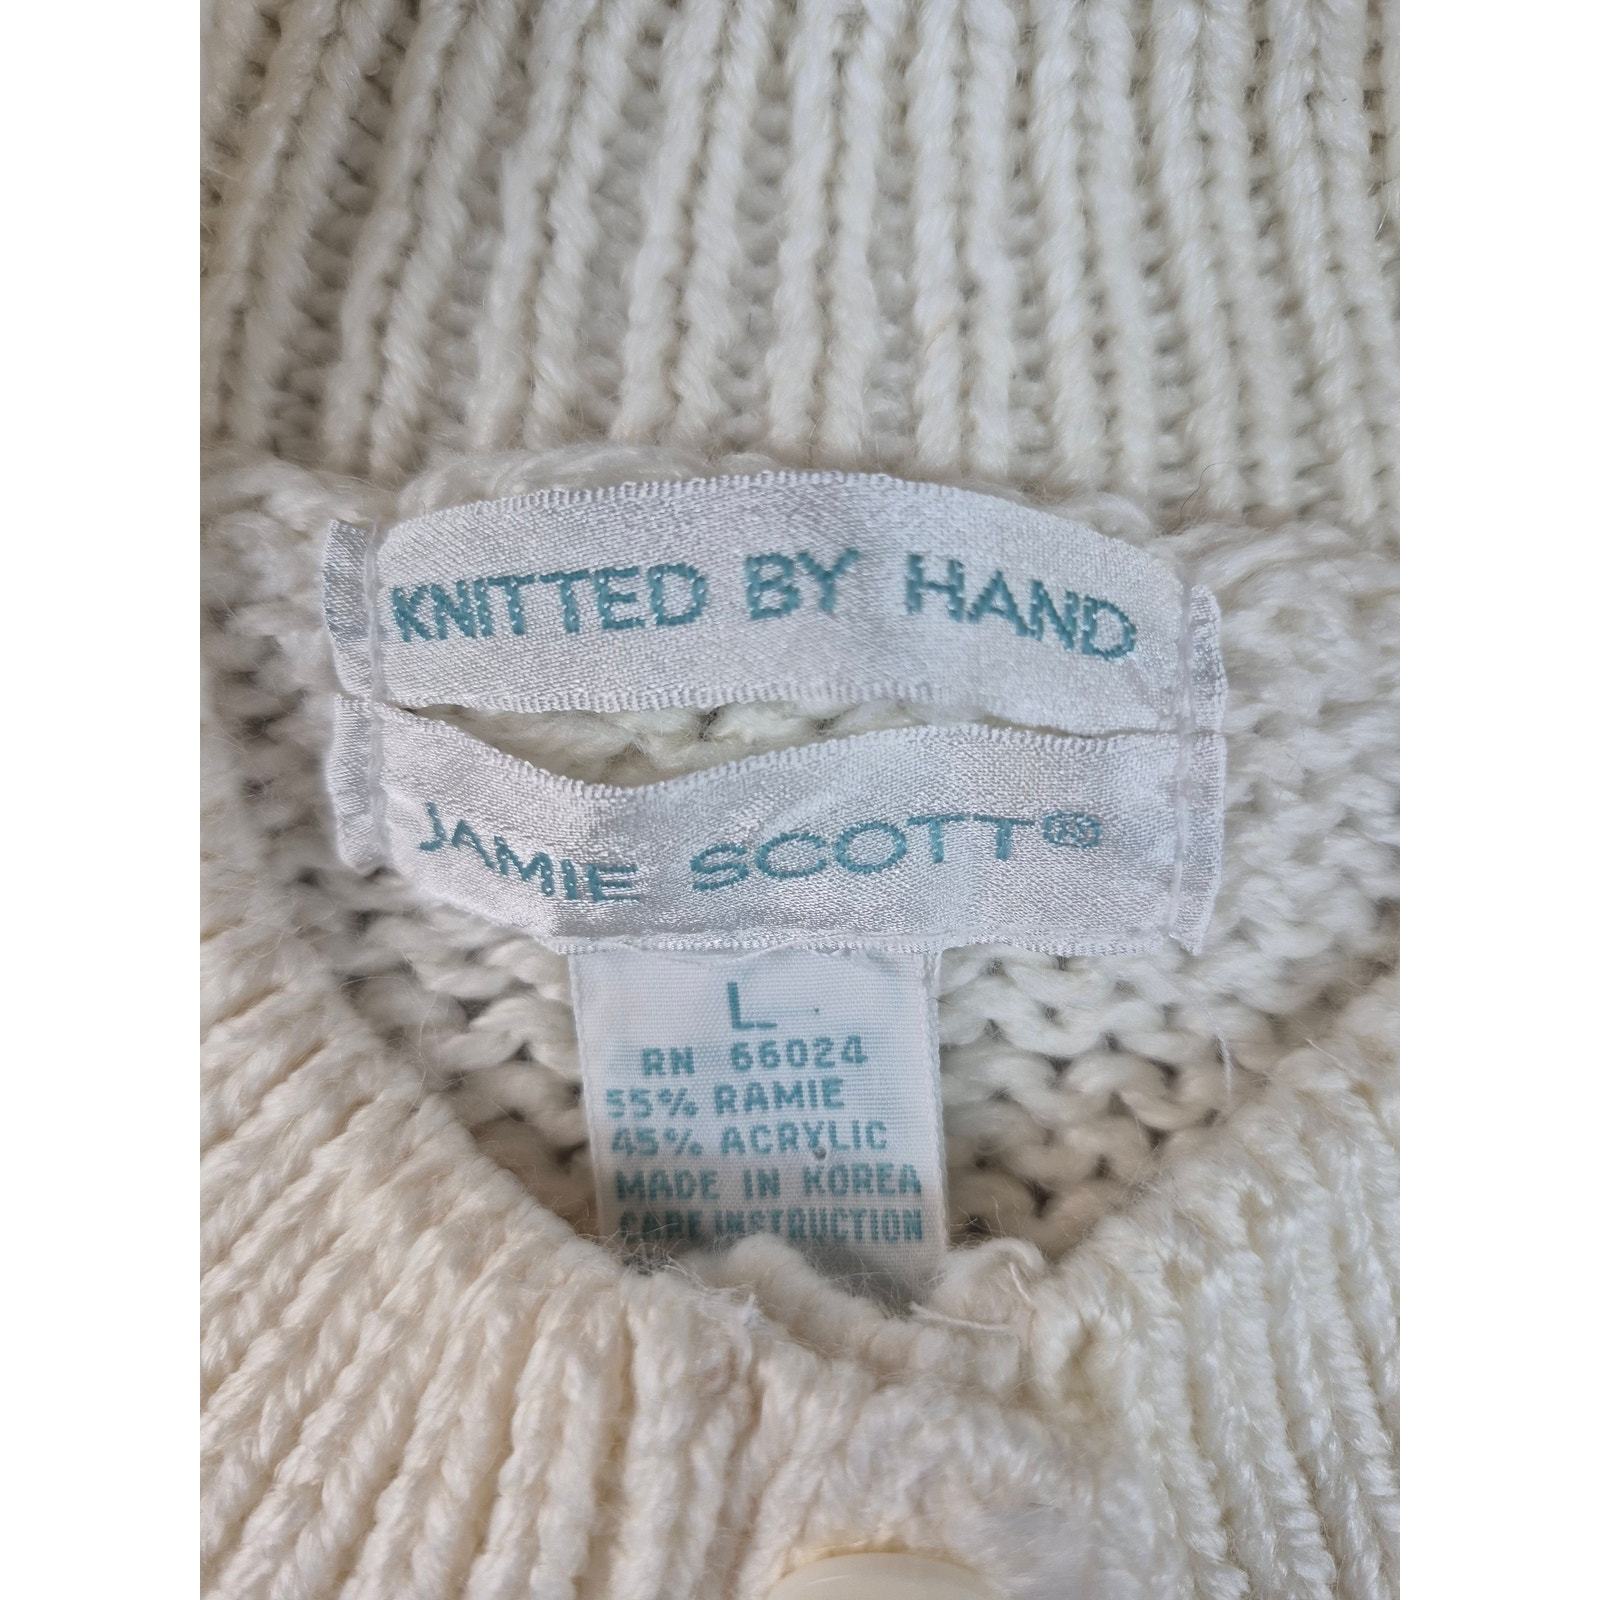 KNITTED BY HAND
JAMIE SCOTT®
L
RN 66024
55% RAMIE
45% ACRYLIC
MADE IN KOREA
CARE INSTRUCTION